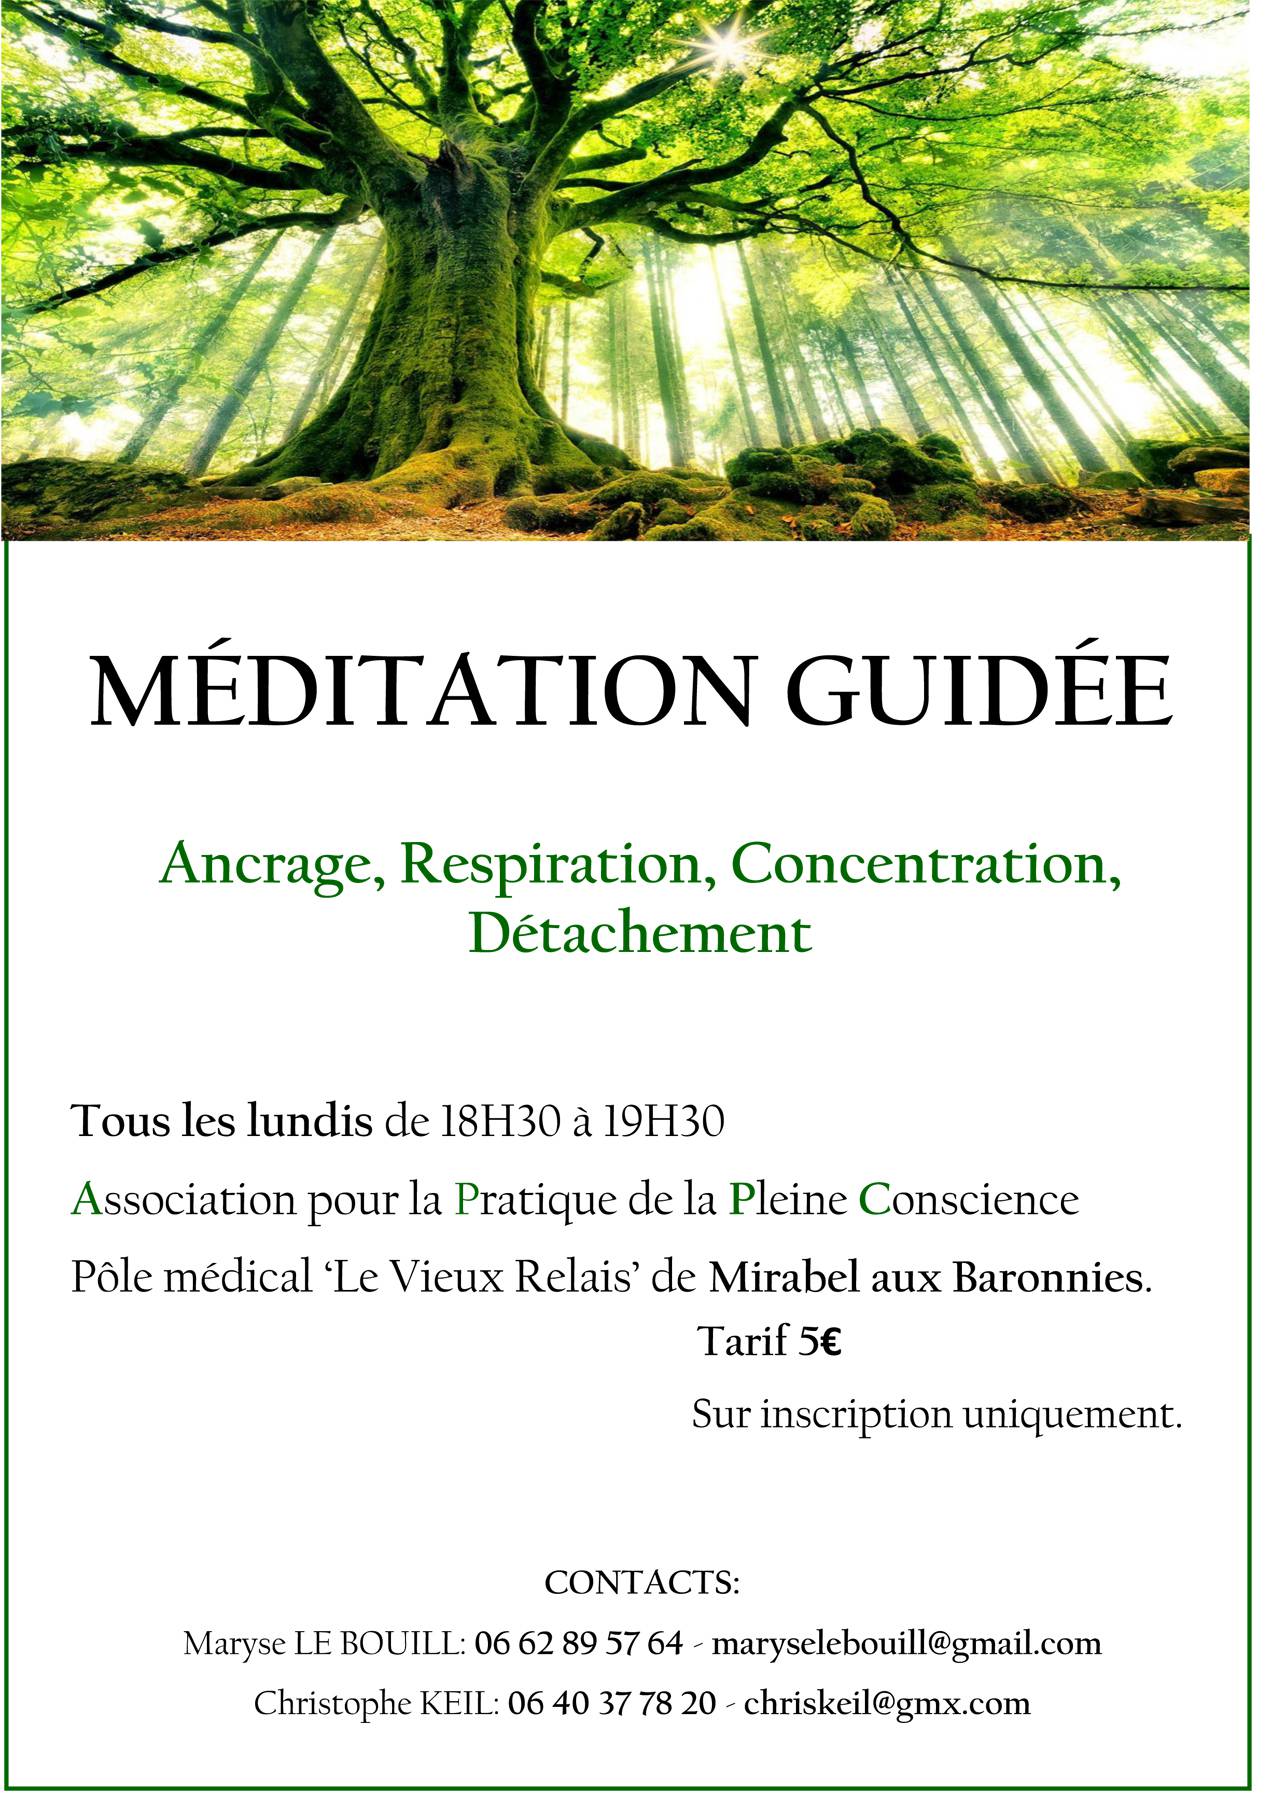 MÉDITATION GUIDÉE
Ancrage, Respiration, Concentration,
Détachement
Tous les lundis de 18H30 à 19H30
Association pour la Pratique de la Pleine Conscience
Pôle médical ‘Le Vieux Relais’ de Mirabel aux Baronnies.
Tarif 5€
Sur inscription uniquement.
CONTACTS:
Maryse LE BOUILL: 06 62 89 57 64 - maryselebouill@gmail.com
Christophe KEIL: 06 40 37 78 20 - chriskeil@gmx.com